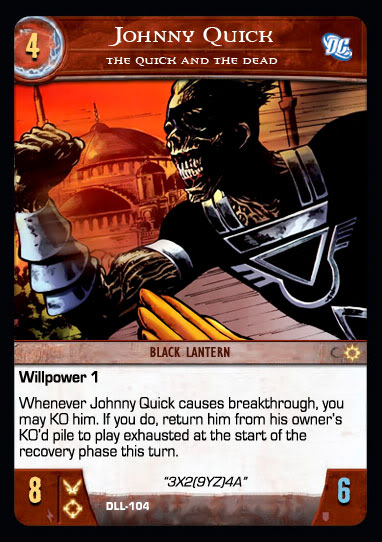 4
Johnny Quick
DC
THE QUICK AND THE DEAD
BLACK LANTERN
Willpower 1
Whenever Johnny Quick causes breakthrough, you
may KO him. If you do, return him from his owner's
KO'd pile to play exhausted at the start of the
recovery phase this turn.
"3X2(9YZ)4A"
8
DLL-104
6